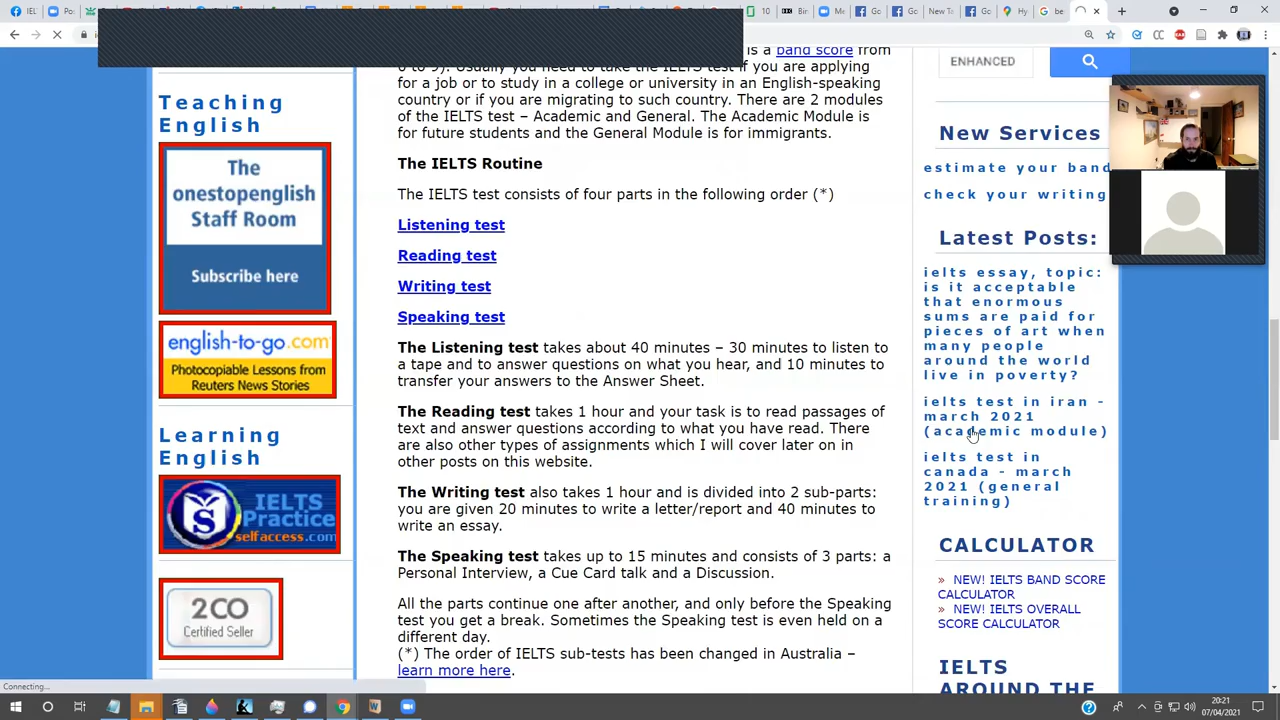 (1) IELT
10
Bin
Me
Gett
Gett
New T
Hy
be
is a band score from
0 to 9). Usually you need to take the IELTS test if you are applying
for a job or to study in a college or university in an English-speaking
country or if you are migrating to such country. There are 2 modules
of the IELTS test – Academic and General. The Academic Module is
for future students and the General Module is for immigrants.
The IELTS Routine
The IELTS test consists of four parts in the following order (*)
Listening test
Reading test
Writing test
Speaking test
The Listening test takes about 40 minutes – 30 minutes to listen to
a tape and to answer questions on what you hear, and 10 minutes to
transfer your answers to the Answer Sheet.
The Reading test takes 1 hour and your task is to read passages of
text and answer questions according to what you have read. There
are also other types of assignments which I will cover later on in
other posts on this website.
The Writing test also takes 1 hour and is divided into 2 sub-parts:
you are given 20 minutes to write a letter/report and 40 minutes to
write an essay.
The Speaking test takes up to 15 minutes and consists of 3 parts: a
Personal Interview, a Cue Card talk and a Discussion.
All the parts continue one after another, and only before the Speaking
test you get a break. Sometimes the Speaking test is even held on a
different day.
(*) The order of IELTS sub-tests has been changed in Australia –
learn more here.
Teaching
English
The
onestopenglish
Staff Room
Subscribe here
english-to-go.com
Photocopiable Lessons from
Reuters News Stories
Learning
English
IELTS
Practice
selfaccess.com
2CO
Certified Seller
ENHANCED
New Services
estimate your band
check your writing
Latest Posts:
ielts essay, topic:
is it acceptable
that enormous
sums are paid for
pieces of art when
many people
around the world
live in poverty?
ielts test in iran -
march 2021
(academic module)
ielts test in
canada - march
2021 (general
training)
CALCULATOR
» NEW! IELTS BAND SCORE
CALCULATOR
» NEW! IELTS OVERALL
SCORE CALCULATOR
IELTS
AROUND THE
Connecting...
20:21
07/04/2021